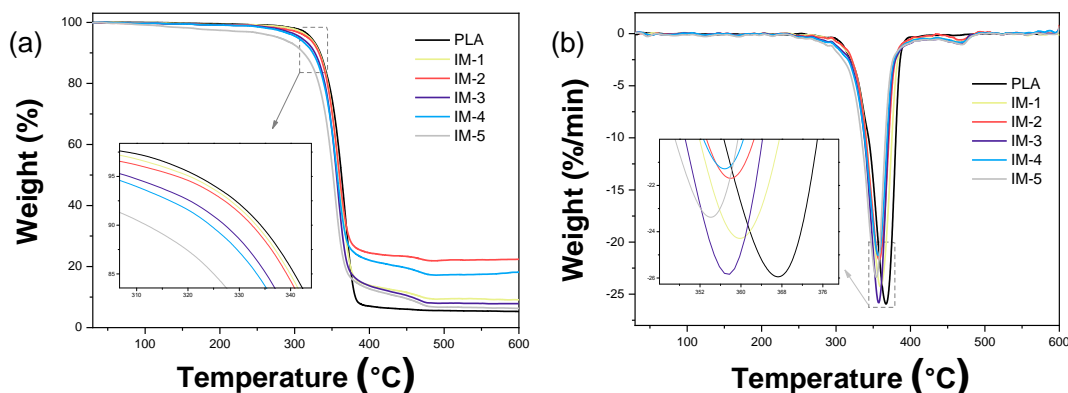 (a)
Weight (%)
100
80
60
40
20
0
PLA
IM-1
IM-2
IM-3
IM-4
IM-5
95
90
85
310 320 330 340
100 200 300 400 500 600
Temperature (°C)
(b)
Weight (%/min)
0
-5
-10
-15
-20
-25
PLA
IM-1
IM-2
IM-3
IM-4
IM-5
-21
-22
-23
-24
-26
352 360 368 376
100 200 300 400 500 600
Temperature (°C)